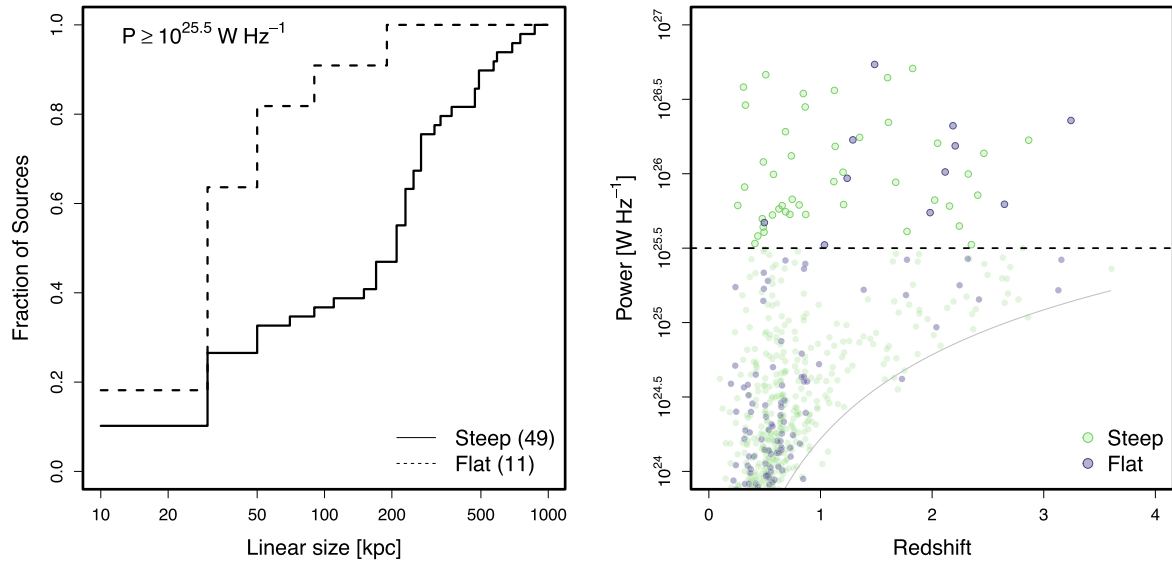 P ≥ 10^25.5 W Hz^−1
Fraction of Sources
1.0
0.8
0.6
0.4
0.2
0.0
Steep (49)
Flat (11)
10 20 50 100 200 500 1000
Linear size [kpc]
Power [W Hz^−1]
10^27
10^26.5
10^26
10^25.5
10^25
10^24.5
10^24
Steep
Flat
0 1 2 3 4
Redshift